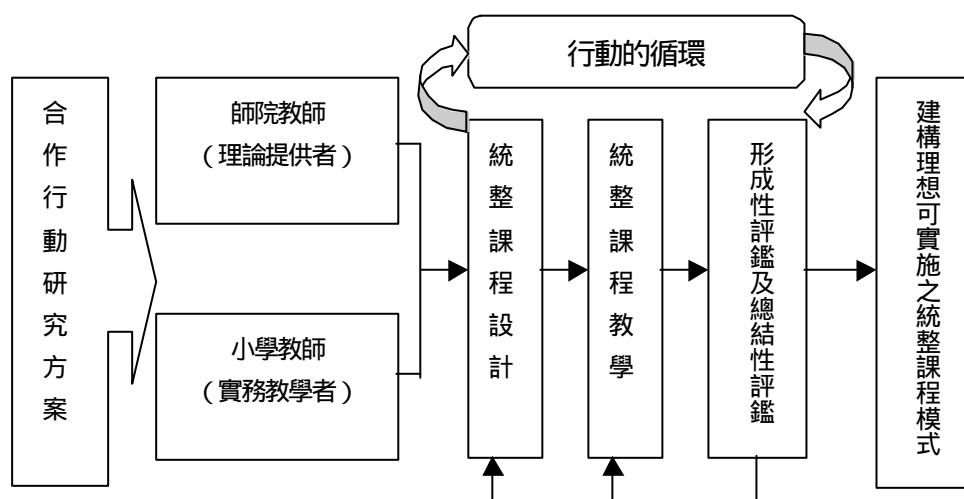 行動的循環
合作行動研究方案
師院教師
（理論提供者）
小學教師
（實務教學者）
統整課程設計
統整課程教學
形成性評鑑及總結性評鑑
建構理想可實施之統整課程模式